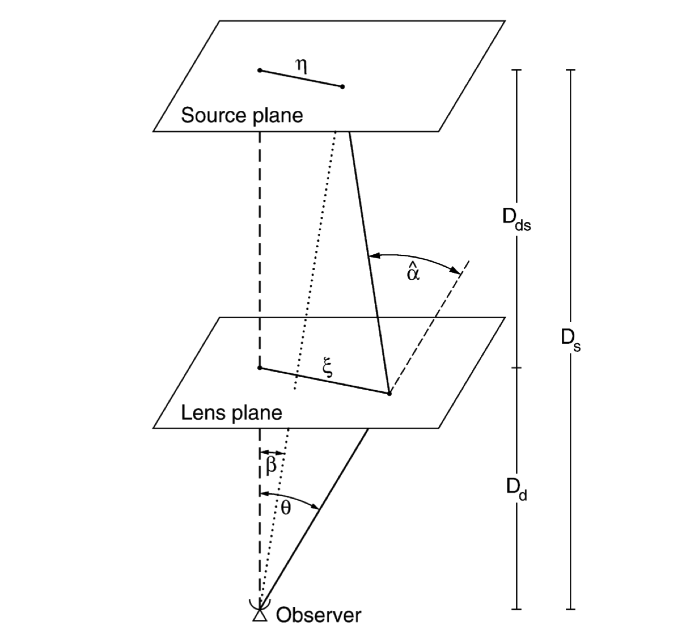 η
Source plane
D_ds
α̂
D_s
ξ
Lens plane
β
D_d
θ
Observer